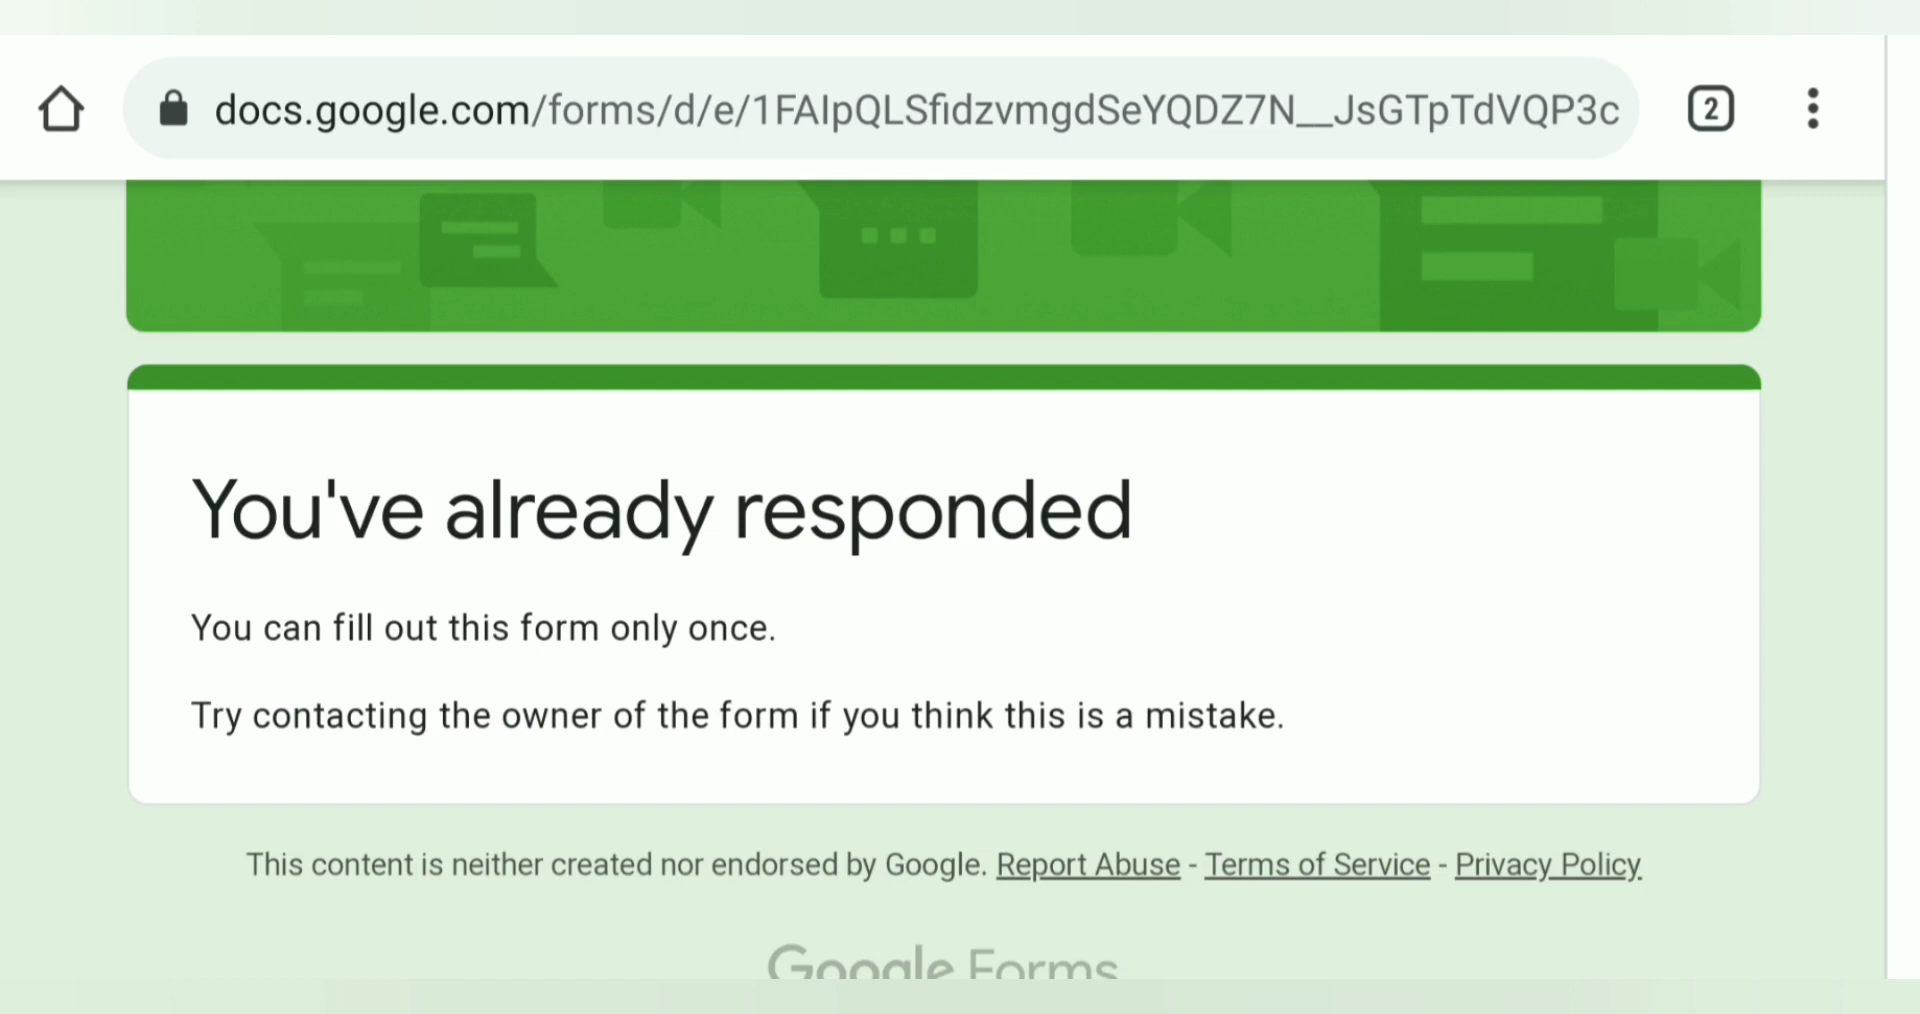 docs.google.com/forms/d/e/1FAIpQLSfidzvmgdSeYQDZ7N__JsGTpTdVQP3c
2
You've already responded
You can fill out this form only once.
Try contacting the owner of the form if you think this is a mistake.
This content is neither created nor endorsed by Google. Report Abuse - Terms of Service - Privacy Policy
Google Forms